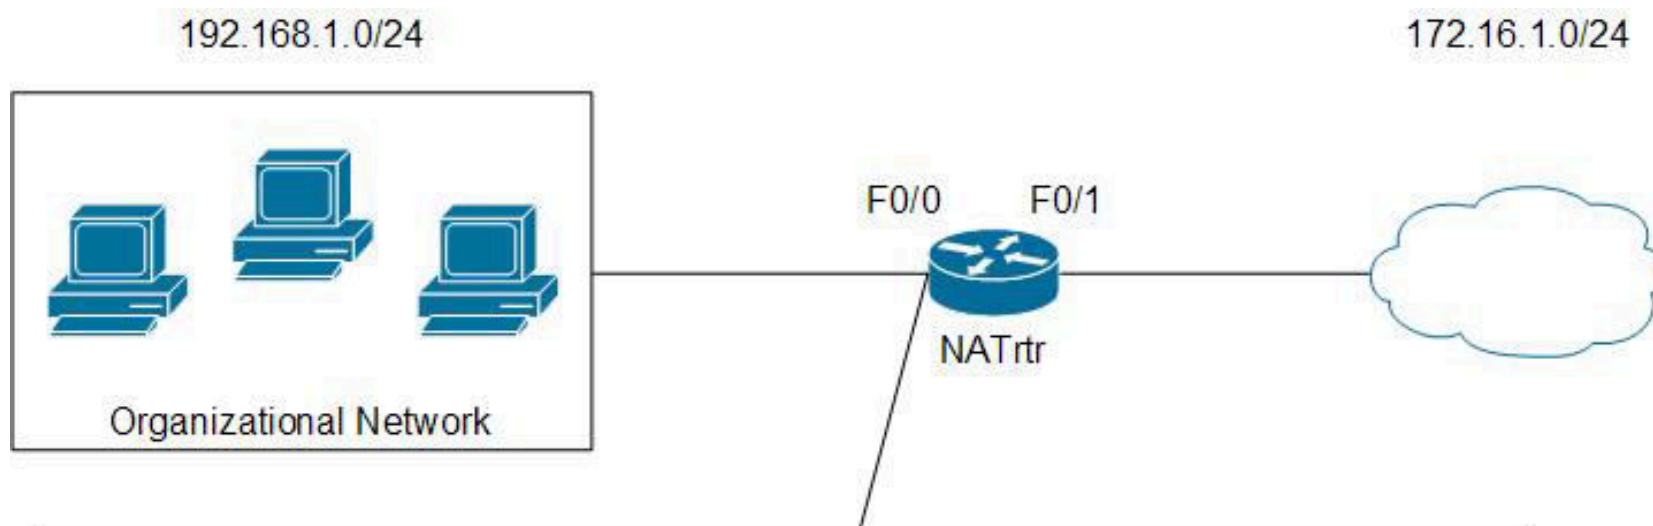 192.168.1.0/24
172.16.1.0/24
F0/0
F0/1
NATrtr
Organizational Network